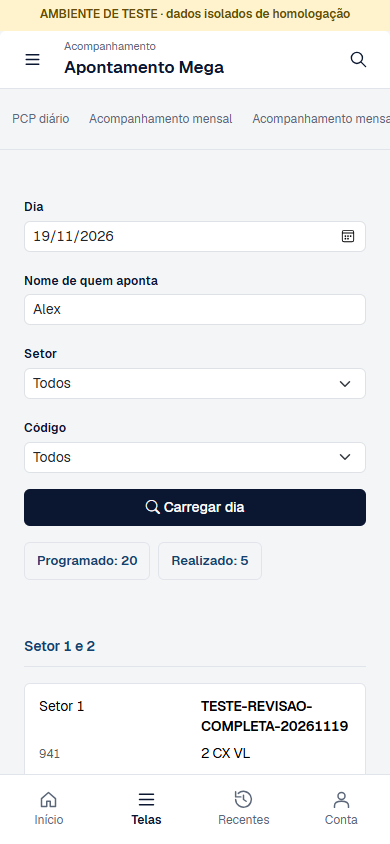 AMBIENTE DE TESTE · dados isolados de homologação
Acompanhamento
Apontamento Mega
PCP diário Acompanhamento mensal Acompanhamento mensa
Dia
19/11/2026
Nome de quem aponta
Alex
Setor
Todos
Código
Todos
Carregar dia
Programado: 20 Realizado: 5
Setor 1 e 2
Setor 1 TESTE-REVISAO-
COMPLETA-20261119
941 2 CX VL
Início Telas Recentes Conta